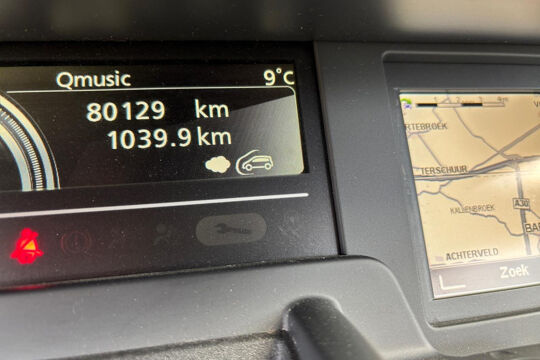 Qmusic 9°C
80129 km
1039.9 km
TERSCHUUR
KALLENBROEK
A30
ACHTERVELD
Zoek